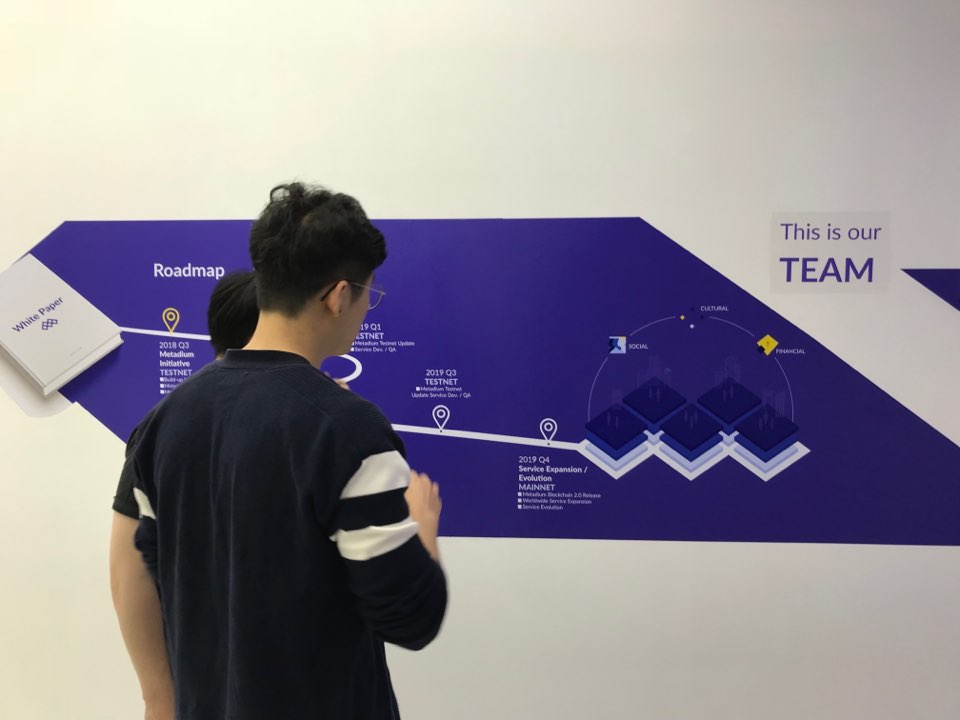 White Paper
Roadmap
2018 Q3
Metadium
Initiative
TESTNET
19 Q1
Metadium Testnet Update
Service Dev. / QA
2019 Q3
TESTNET
Metadium Testnet
Update Service Dev. / QA
2019 Q4
Service Expansion /
Evolution
MAINNET
Metadium Blockchain 2.0 Release
Worldwide Service Expansion
Service Evolution
SOCIAL
CULTURAL
FINANCIAL
This is our
TEAM